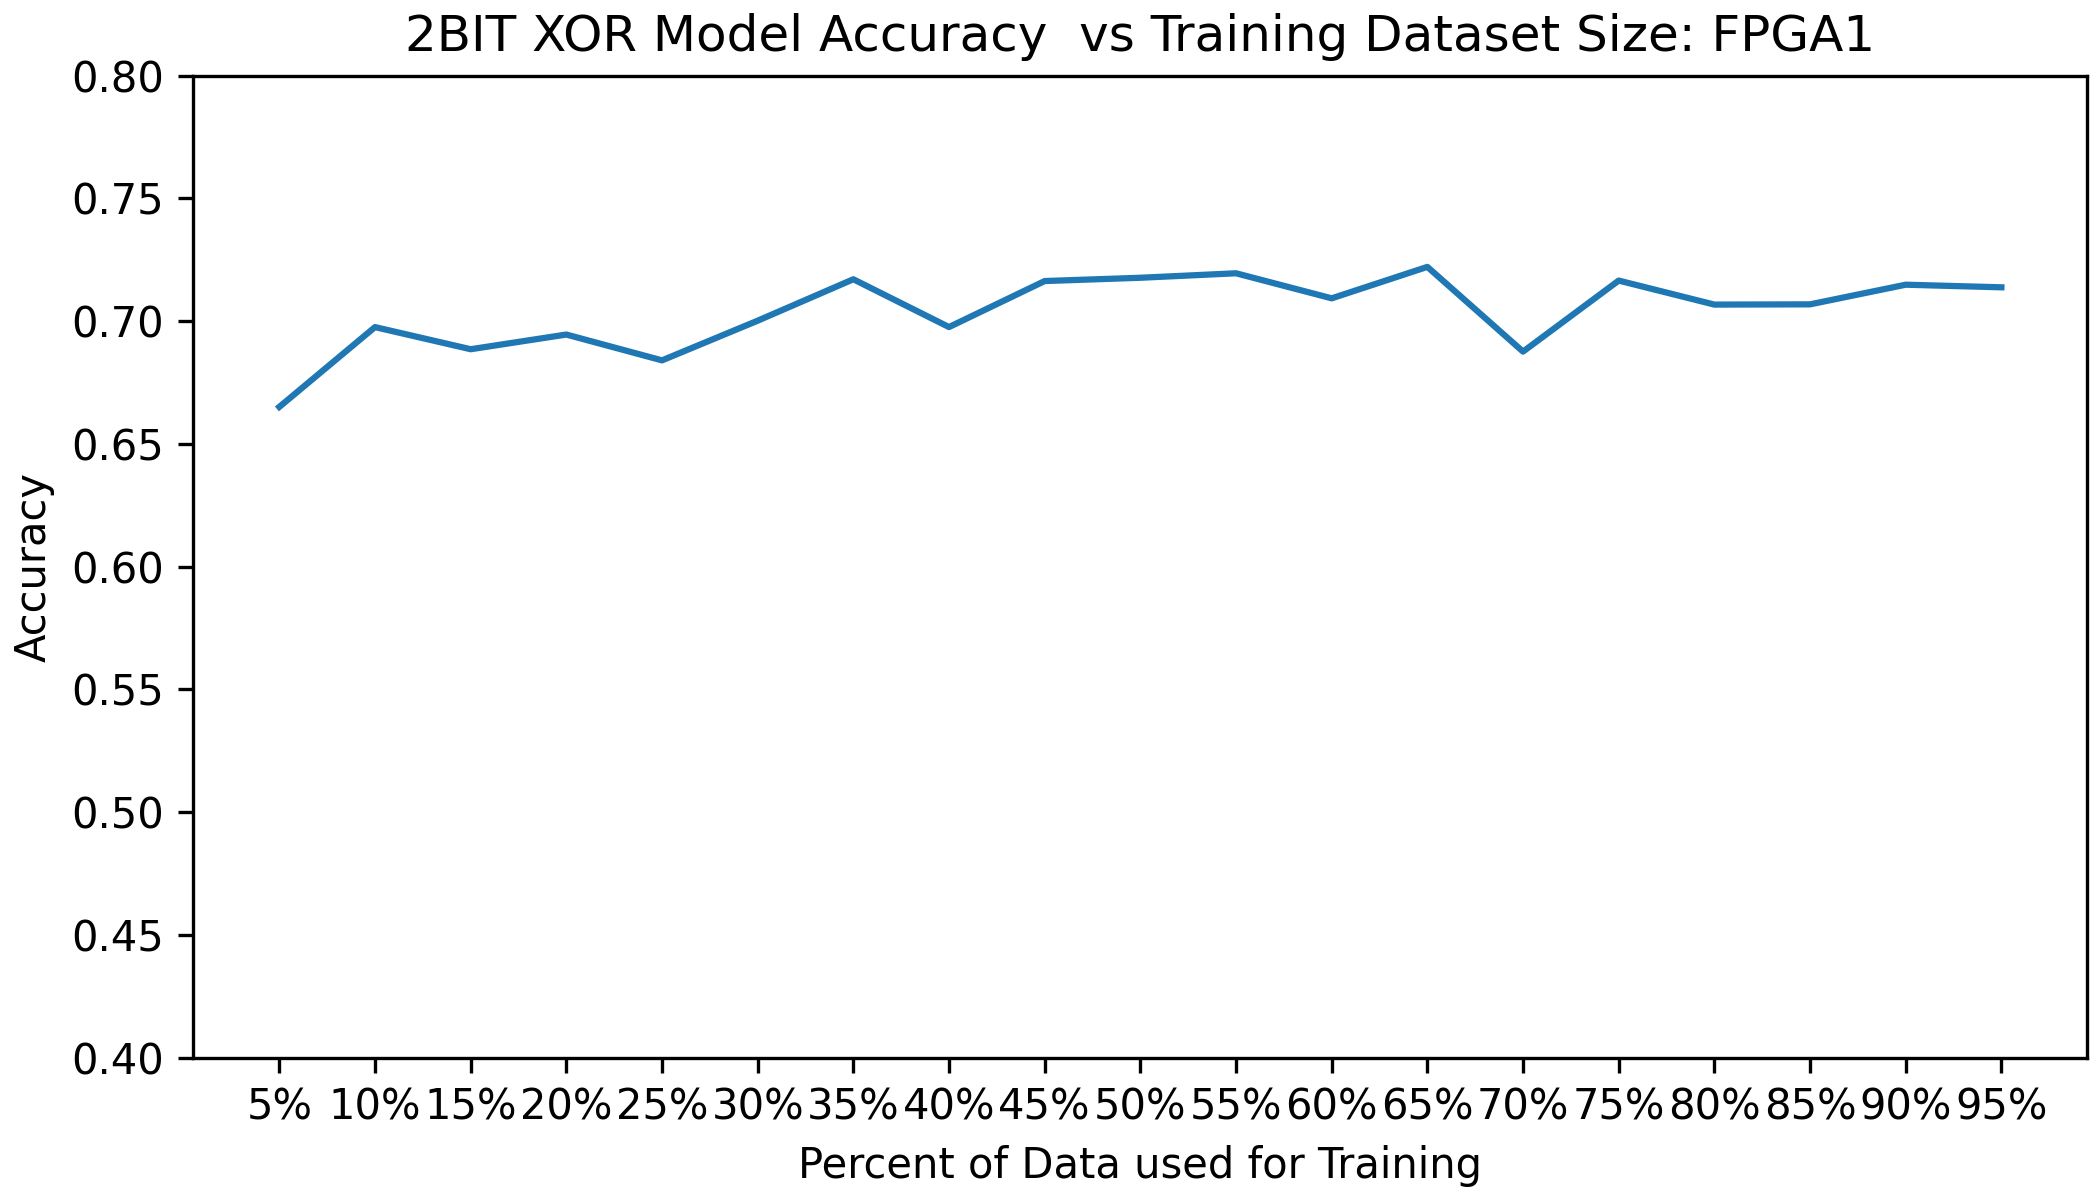 2BIT XOR Model Accuracy  vs Training Dataset Size: FPGA1
0.80
0.75
0.70
0.65
0.60
0.55
0.50
0.45
0.40
Accuracy
5% 10% 15% 20% 25% 30% 35% 40% 45% 50% 55% 60% 65% 70% 75% 80% 85% 90% 95%
Percent of Data used for Training